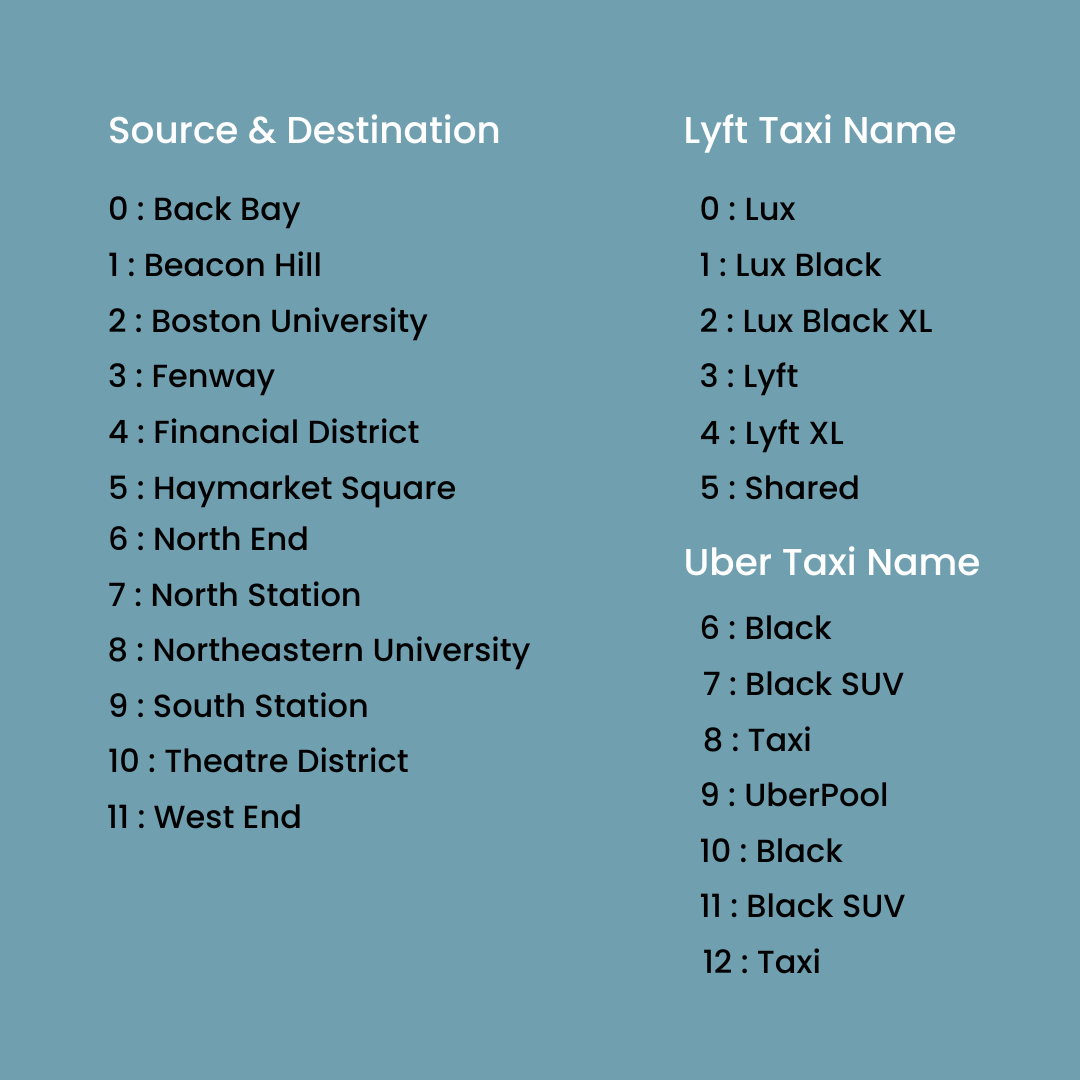 Source & Destination
0 : Back Bay
1 : Beacon Hill
2 : Boston University
3 : Fenway
4 : Financial District
5 : Haymarket Square
6 : North End
7 : North Station
8 : Northeastern University
9 : South Station
10 : Theatre District
11 : West End
Lyft Taxi Name
0 : Lux
1 : Lux Black
2 : Lux Black XL
3 : Lyft
4 : Lyft XL
5 : Shared
Uber Taxi Name
6 : Black
7 : Black SUV
8 : Taxi
9 : UberPool
10 : Black
11 : Black SUV
12 : Taxi